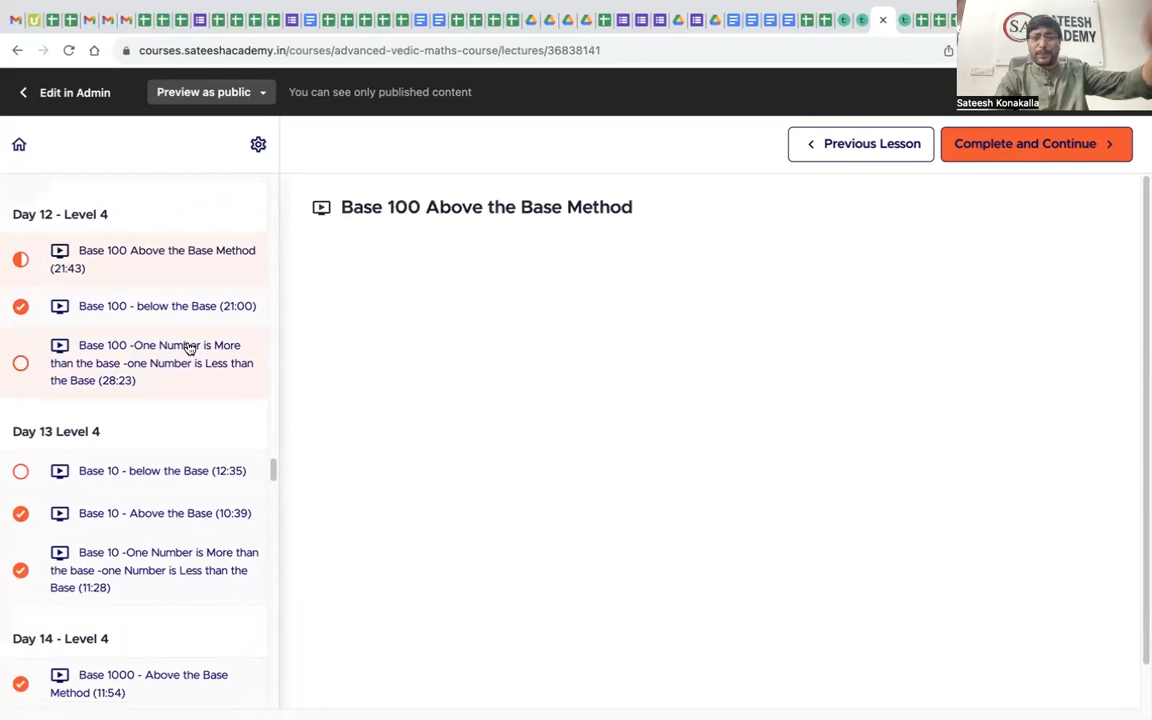 courses.sateeshacademy.in/courses/advanced-vedic-maths-course/lectures/36838141
SATEESH
ACADEMY
Sateesh Konakalla
Edit in Admin
Preview as public
You can see only published content
Previous Lesson
Complete and Continue
Day 12 - Level 4
Base 100 Above the Base Method
(21:43)
Base 100 - below the Base (21:00)
Base 100 -One Number is More
than the base -one Number is Less than
the Base (28:23)
Day 13 Level 4
Base 10 - below the Base (12:35)
Base 10 - Above the Base (10:39)
Base 10 -One Number is More than
the base -one Number is Less than the
Base (11:28)
Day 14 - Level 4
Base 1000 - Above the Base
Method (11:54)
Base 100 Above the Base Method